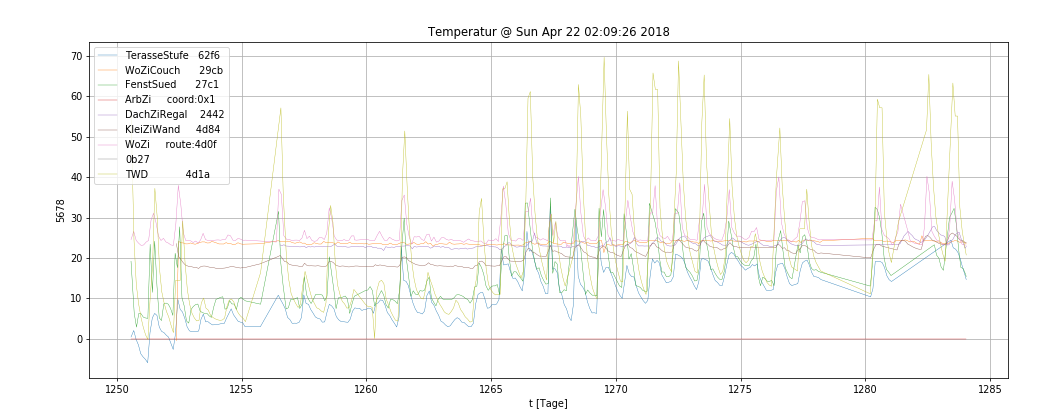 Temperatur @ Sun Apr 22 02:09:26 2018
70
60
50
40
30
20
10
0
5678
TerasseStufe 62f6
WoZiCouch 29cb
FenstSued 27c1
ArbZi coord:0x1
DachZiRegal 2442
KleiZiWand 4d84
WoZi route:4d0f
0b27
TWD 4d1a
1250 1255 1260 1265 1270 1275 1280 1285
t [Tage]